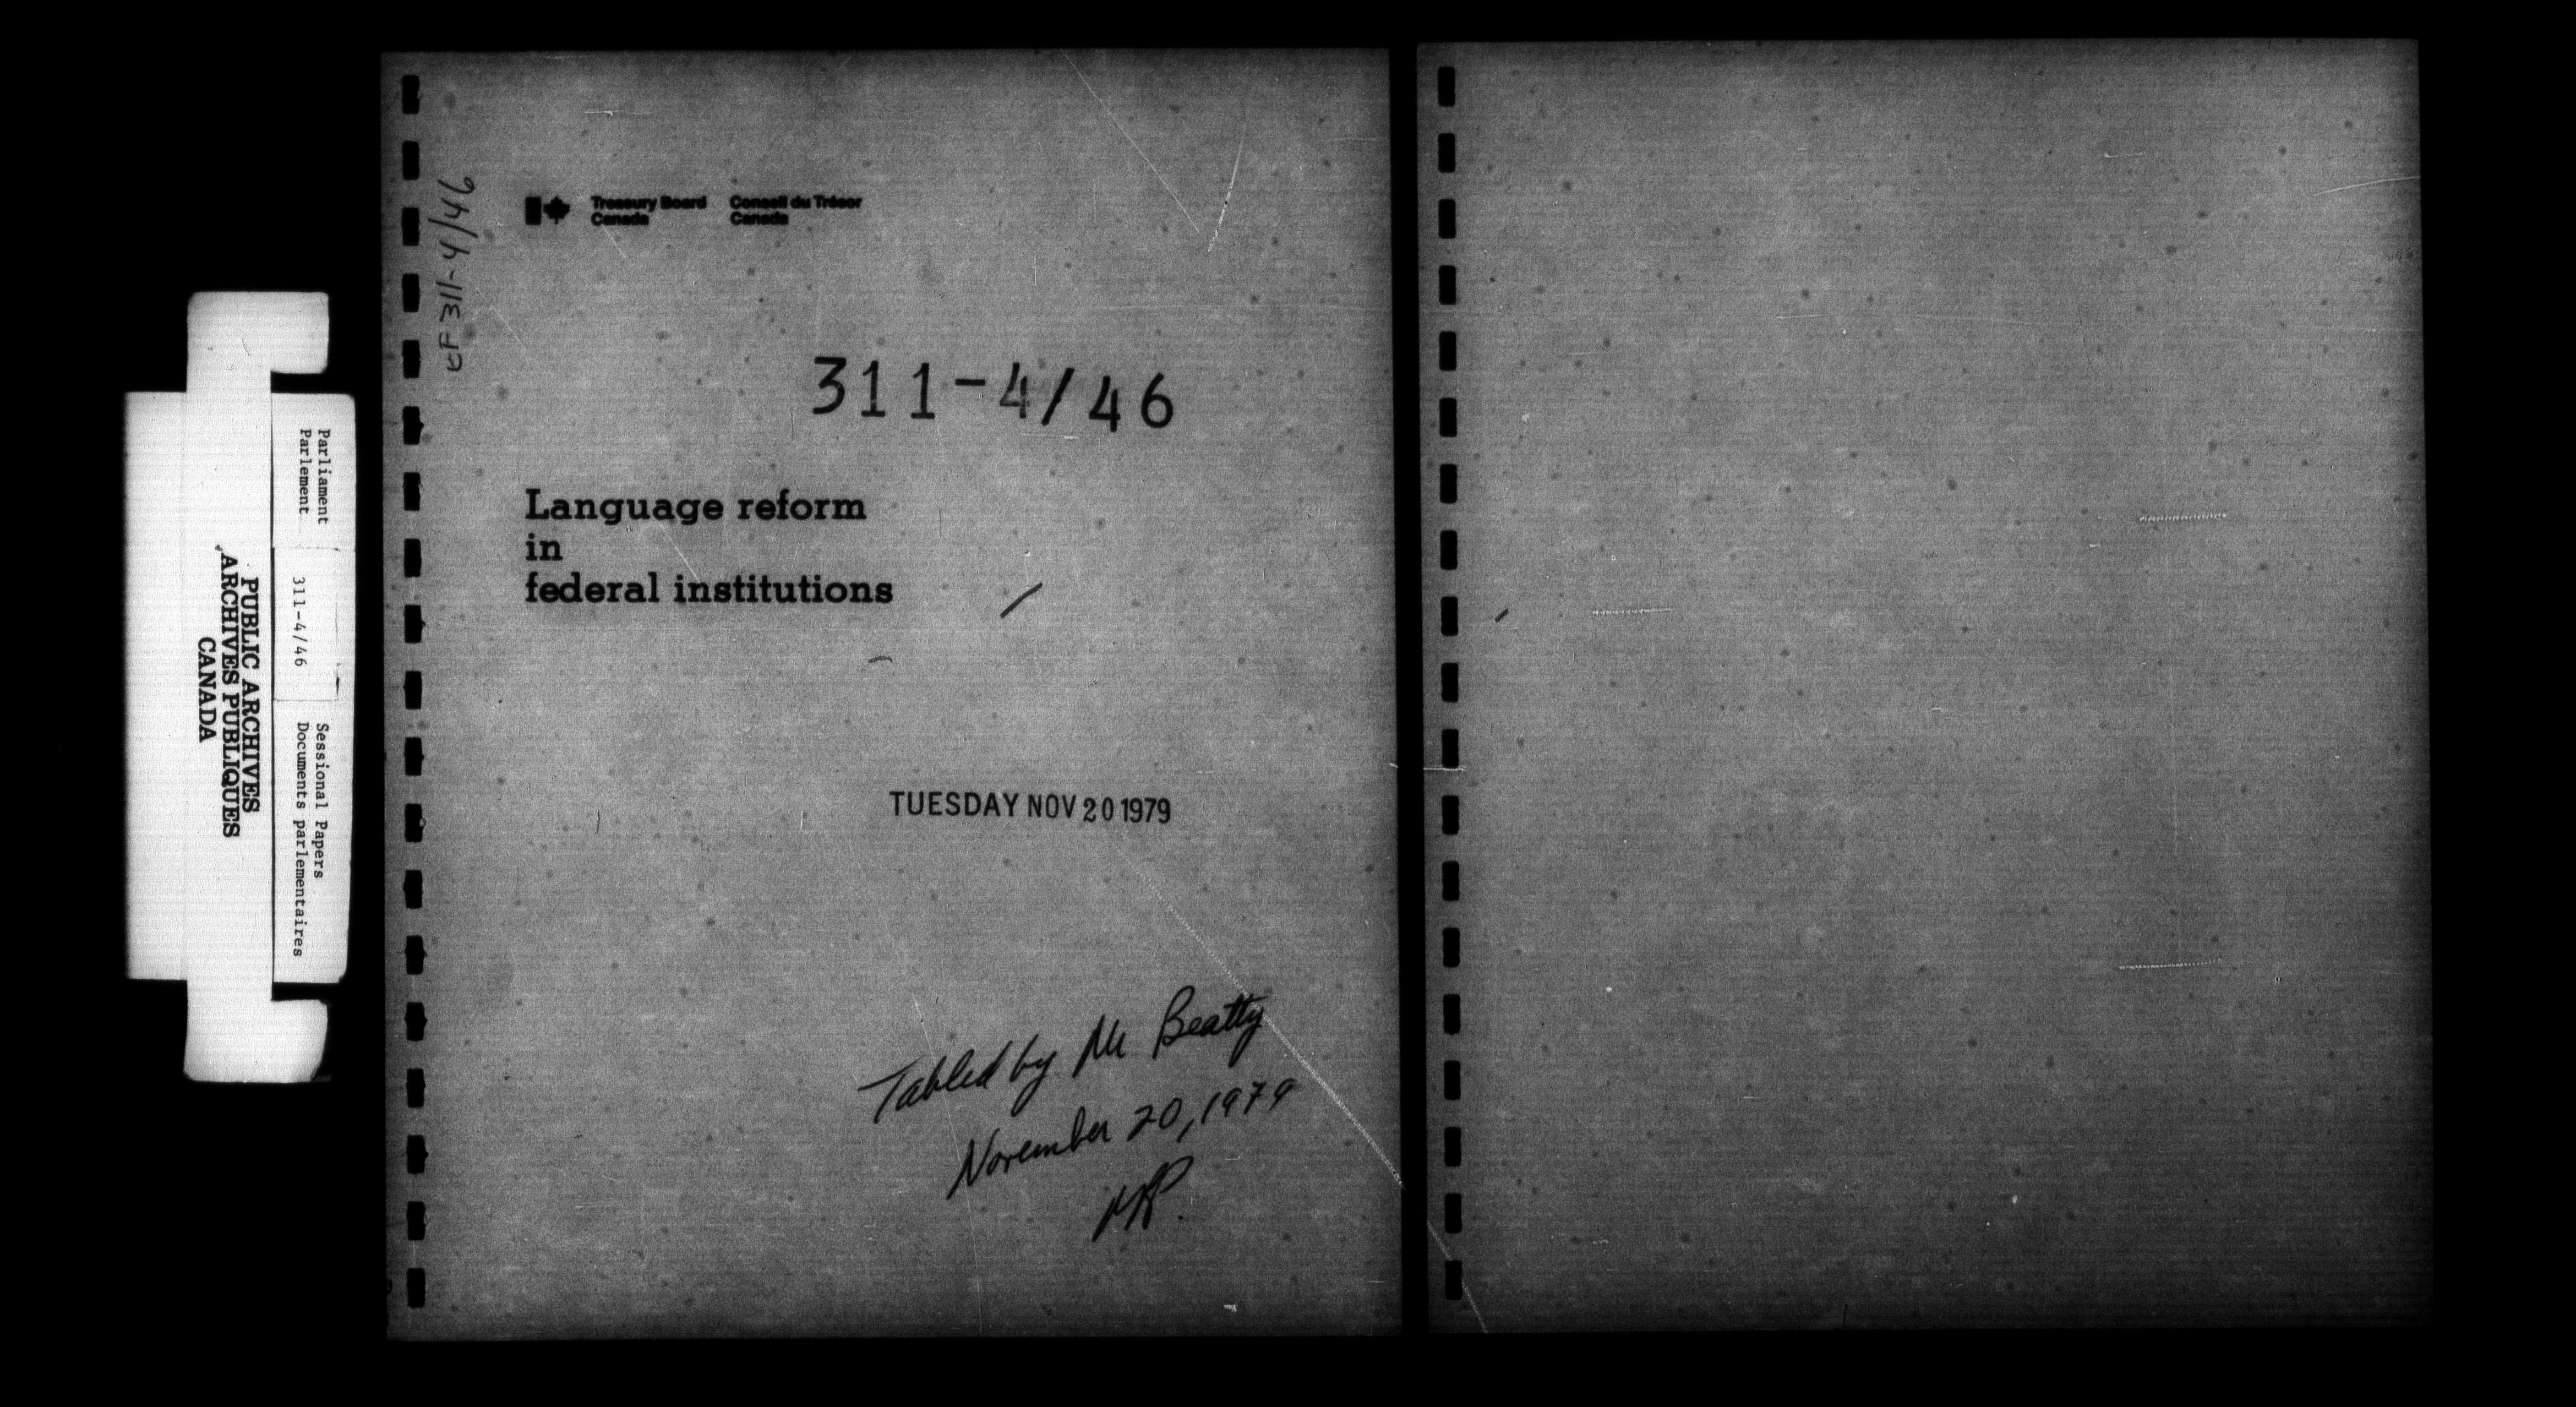 Parliament
Parlement
311-4/46
Sessional Papers
Documents parlementaires
PUBLIC ARCHIVES
ARCHIVES PUBLIQUES
CANADA
CF 311-4/46
Treasury Board
Canada
Conseil du Trésor
Canada
311-4/46
Language reform
in
federal institutions
TUESDAY NOV 20 1979
Tabled by Mr Beatty
November 20, 1979